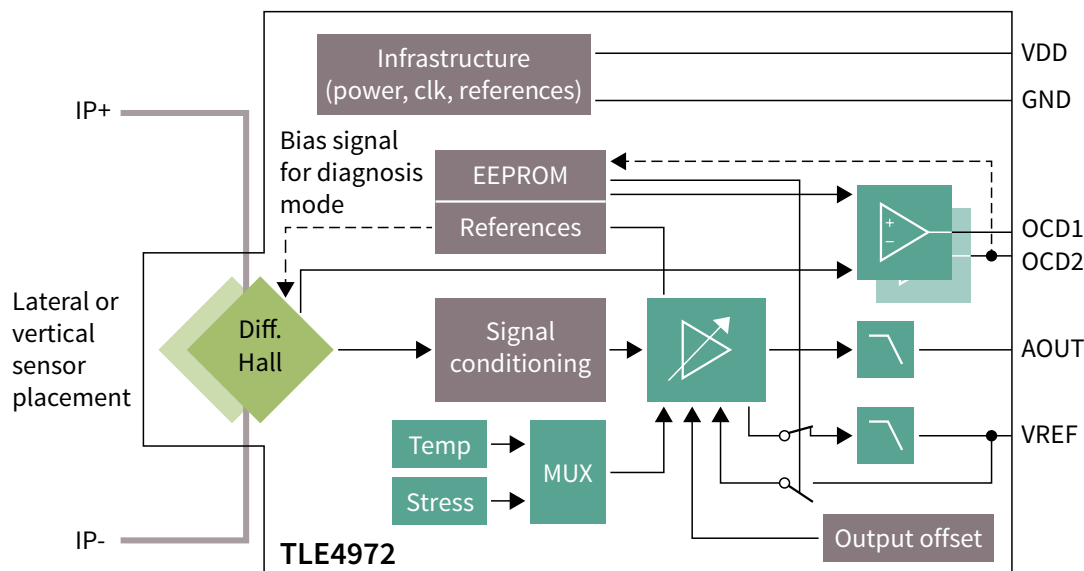 Infrastructure
(power, clk, references)
VDD
GND
IP+
Bias signal
for diagnosis
mode
EEPROM
References
+
−
OCD1
OCD2
Lateral or
vertical
sensor
placement
Diff.
Hall
Signal
conditioning
AOUT
Temp
Stress
MUX
VREF
IP-
TLE4972
Output offset